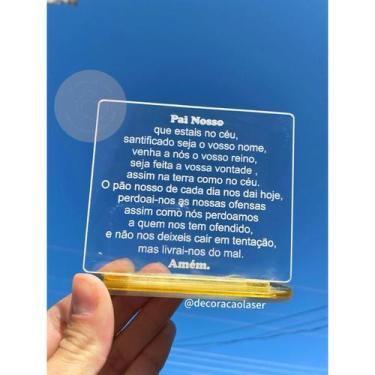 Pai Nosso
que estais no céu,
santificado seja o vosso nome,
venha a nós o vosso reino,
seja feita a vossa vontade ,
assim na terra como no céu.
O pão nosso de cada dia nos dai hoje,
perdoai-nos as nossas ofensas
assim como nós perdoamos
a quem nos tem ofendido,
e não nos deixeis cair em tentação,
mas livrai-nos do mal.
Amém.
@decoracaolaser